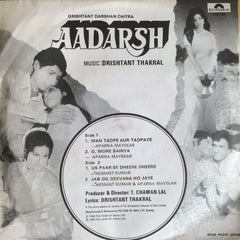 DRISHTANT DARSHAN CHITRA
AADARSH
MUSIC: DRISHTANT THAKRAL
Side 1
1. MAN TADPE AUR TADPAYE
- APARNA MAYEKAR
2. O, MORE SAINYA
- APARNA MAYEKAR
Side 2
1. US PAAR SE DHEERE DHEERE
- HEMANT KUMAR
2. JAB DIL DEEVANA HO JAYE
- HEMANT KUMAR & APARNA MAYEKAR
Producer & Director: T. CHAMAN LAL
Lyrics: DRISHTANT THAKRAL